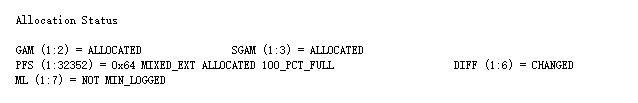 Allocation Status
GAM (1:2) = ALLOCATED SGAM (1:3) = ALLOCATED
PFS (1:32352) = 0x64 MIXED_EXT ALLOCATED 100_PCT_FULL DIFF (1:6) = CHANGED
ML (1:7) = NOT MIN_LOGGED